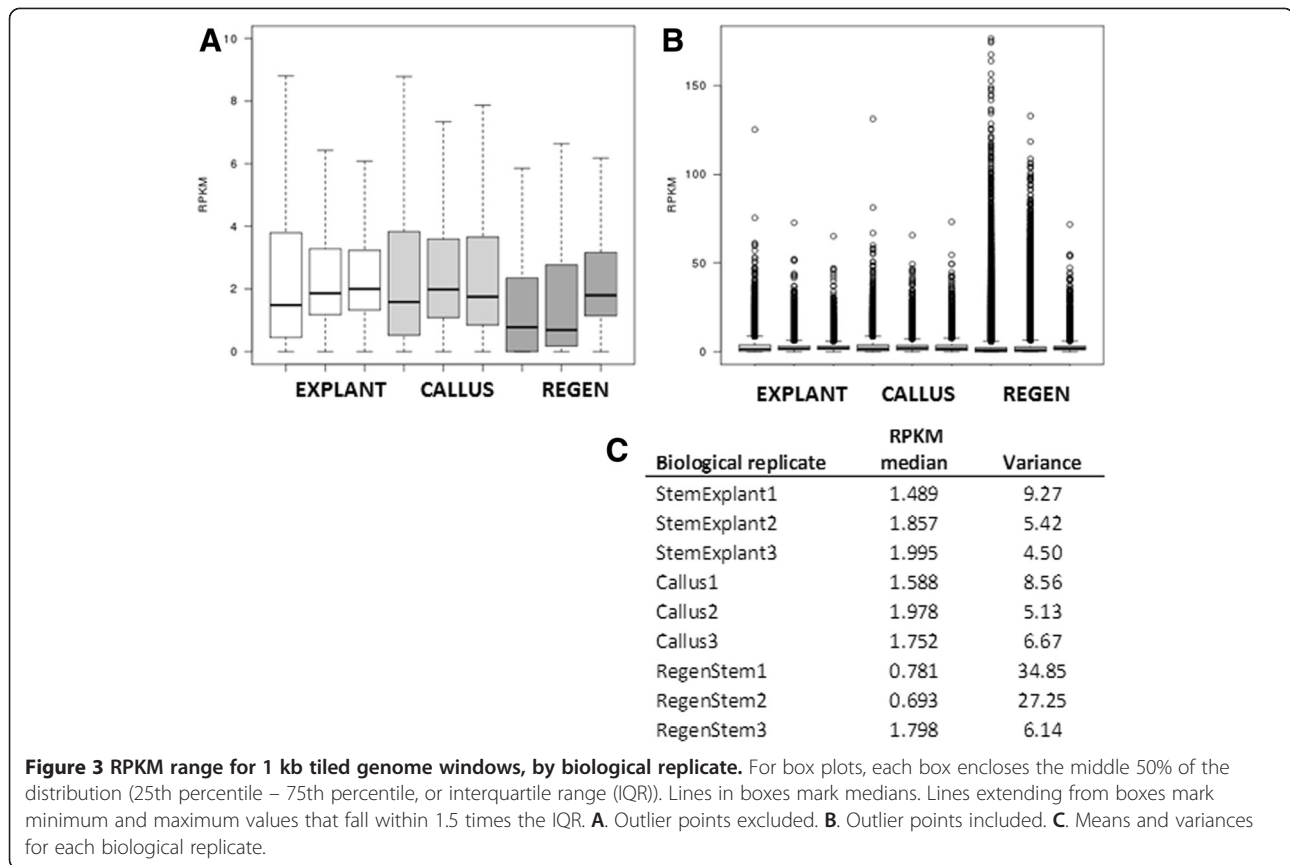 A
10
8
6
4
2
0
RPKM
EXPLANT CALLUS REGEN
B
150
100
50
0
RPKM
EXPLANT CALLUS REGEN
C
Biological replicate RPKM median Variance
StemExplant1 1.489 9.27
StemExplant2 1.857 5.42
StemExplant3 1.995 4.50
Callus1 1.588 8.56
Callus2 1.978 5.13
Callus3 1.752 6.67
RegenStem1 0.781 34.85
RegenStem2 0.693 27.25
RegenStem3 1.798 6.14
Figure 3 RPKM range for 1 kb tiled genome windows, by biological replicate. For box plots, each box encloses the middle 50% of the
distribution (25th percentile – 75th percentile, or interquartile range (IQR)). Lines in boxes mark medians. Lines extending from boxes mark
minimum and maximum values that fall within 1.5 times the IQR. A. Outlier points excluded. B. Outlier points included. C. Means and variances
for each biological replicate.